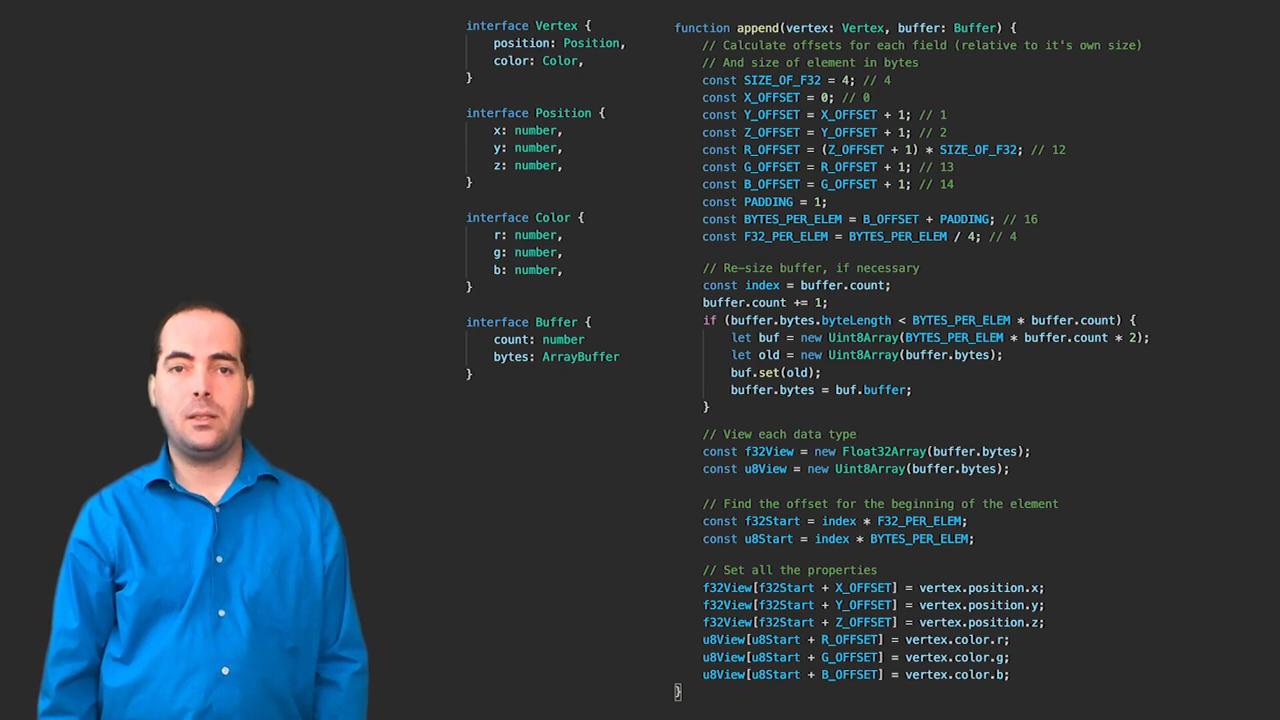 interface Vertex {
position: Position,
color: Color,
}
interface Position {
x: number,
y: number,
z: number,
}
interface Color {
r: number,
g: number,
b: number,
}
interface Buffer {
count: number
bytes: ArrayBuffer
}
function append(vertex: Vertex, buffer: Buffer) {
// Calculate offsets for each field (relative to it's own size)
// And size of element in bytes
const SIZE_OF_F32 = 4; // 4
const X_OFFSET = 0; // 0
const Y_OFFSET = X_OFFSET + 1; // 1
const Z_OFFSET = Y_OFFSET + 1; // 2
const R_OFFSET = (Z_OFFSET + 1) * SIZE_OF_F32; // 12
const G_OFFSET = R_OFFSET + 1; // 13
const B_OFFSET = G_OFFSET + 1; // 14
const PADDING = 1;
const BYTES_PER_ELEM = B_OFFSET + PADDING; // 16
const F32_PER_ELEM = BYTES_PER_ELEM / 4; // 4
// Re-size buffer, if necessary
const index = buffer.count;
buffer.count += 1;
if (buffer.bytes.byteLength < BYTES_PER_ELEM * buffer.count) {
let buf = new Uint8Array(BYTES_PER_ELEM * buffer.count * 2);
let old = new Uint8Array(buffer.bytes);
buf.set(old);
buffer.bytes = buf.buffer;
}
// View each data type
const f32View = new Float32Array(buffer.bytes);
const u8View = new Uint8Array(buffer.bytes);
// Find the offset for the beginning of the element
const f32Start = index * F32_PER_ELEM;
const u8Start = index * BYTES_PER_ELEM;
// Set all the properties
f32View[f32Start + X_OFFSET] = vertex.position.x;
f32View[f32Start + Y_OFFSET] = vertex.position.y;
f32View[f32Start + Z_OFFSET] = vertex.position.z;
u8View[u8Start + R_OFFSET] = vertex.color.r;
u8View[u8Start + G_OFFSET] = vertex.color.g;
u8View[u8Start + B_OFFSET] = vertex.color.b;
}